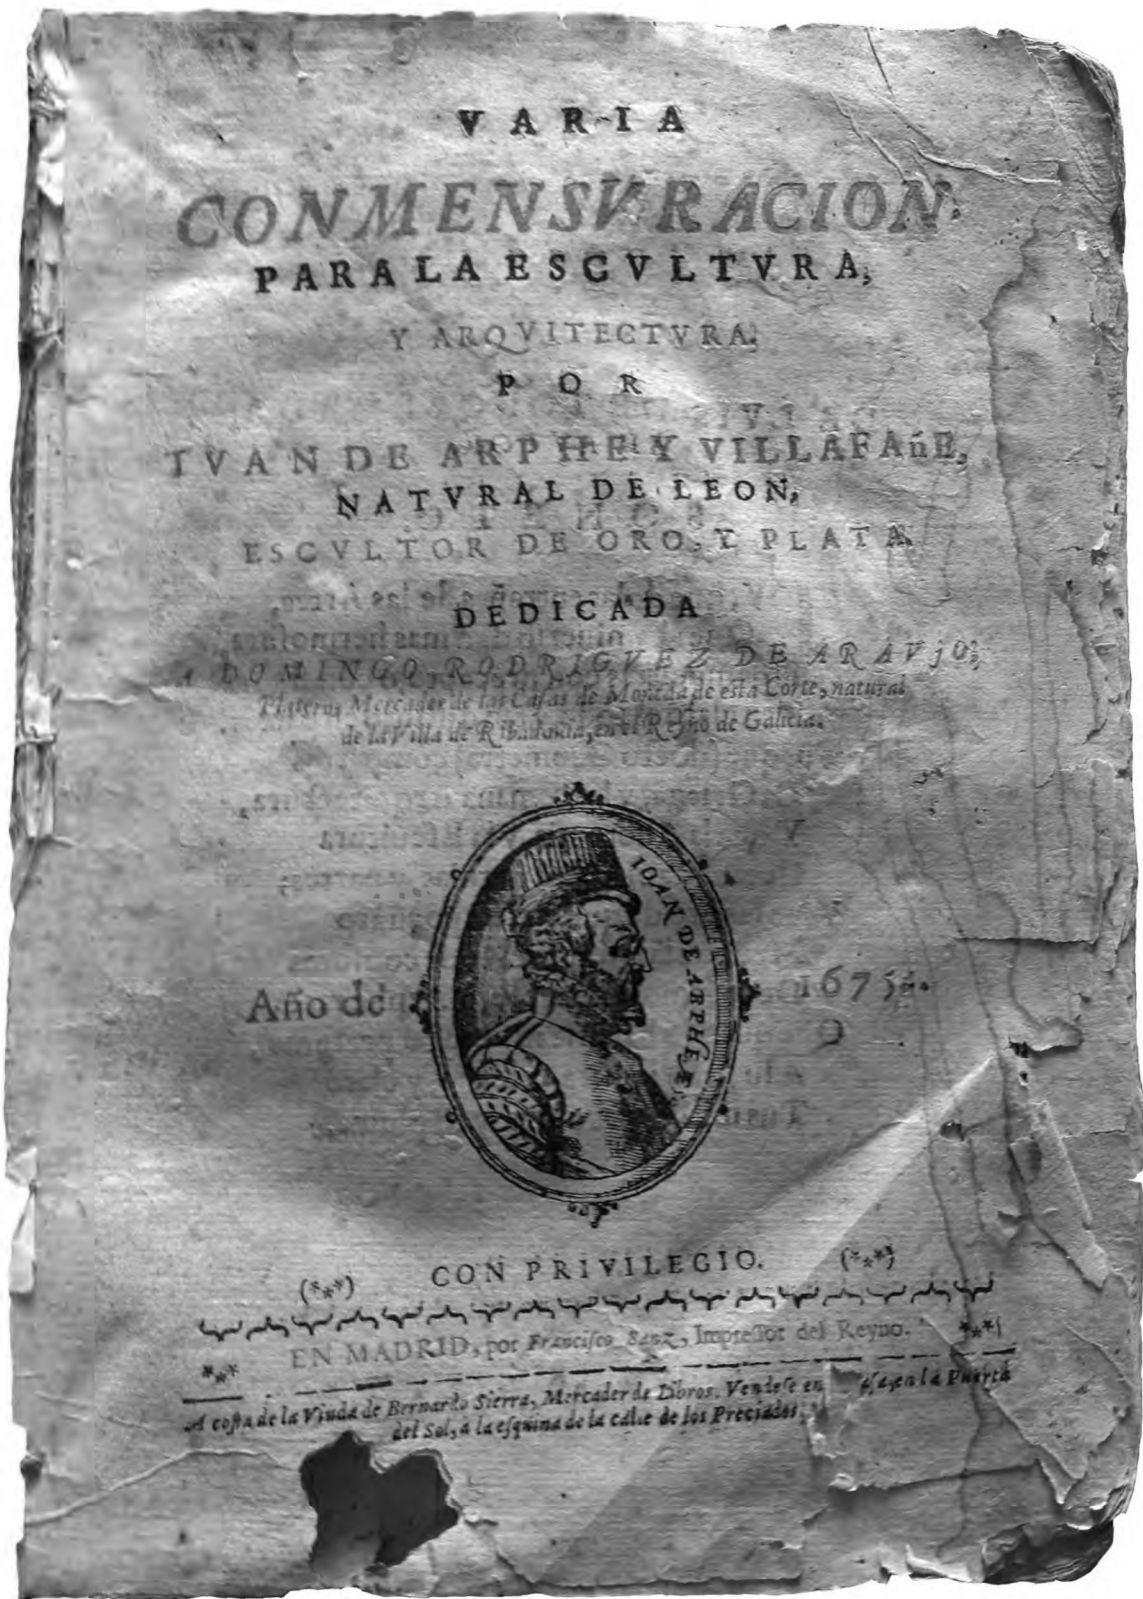 VARIA
CONMENSVRACION
PARA LA ESCVLTVRA,
Y ARQVITECTVRA.
POR
IVAN DE ARPHE Y VILLAFAñE,
NATVRAL DE LEON,
ESCVLTOR DE ORO, Y PLATA.
DEDICADA
A DOMINGO, RODRIGVEZ DE ARAVjO,
Platero, Mercader de las Casas de Moneda de esta Corte, natural
de la Villa de Ribadauia, en el Reyno de Galicia.
IOAN DE ARPHE
Año de 1675.
CON PRIVILEGIO.
(***) (***)
EN MADRID, por Francisco Sanz, Impressor del Reyno.
*** ***
A costa de la Viuda de Bernardo Sierra, Mercader de Libros. Vendese en en la Puerta
del Sol, à la esquina de la calle de los Preciados.